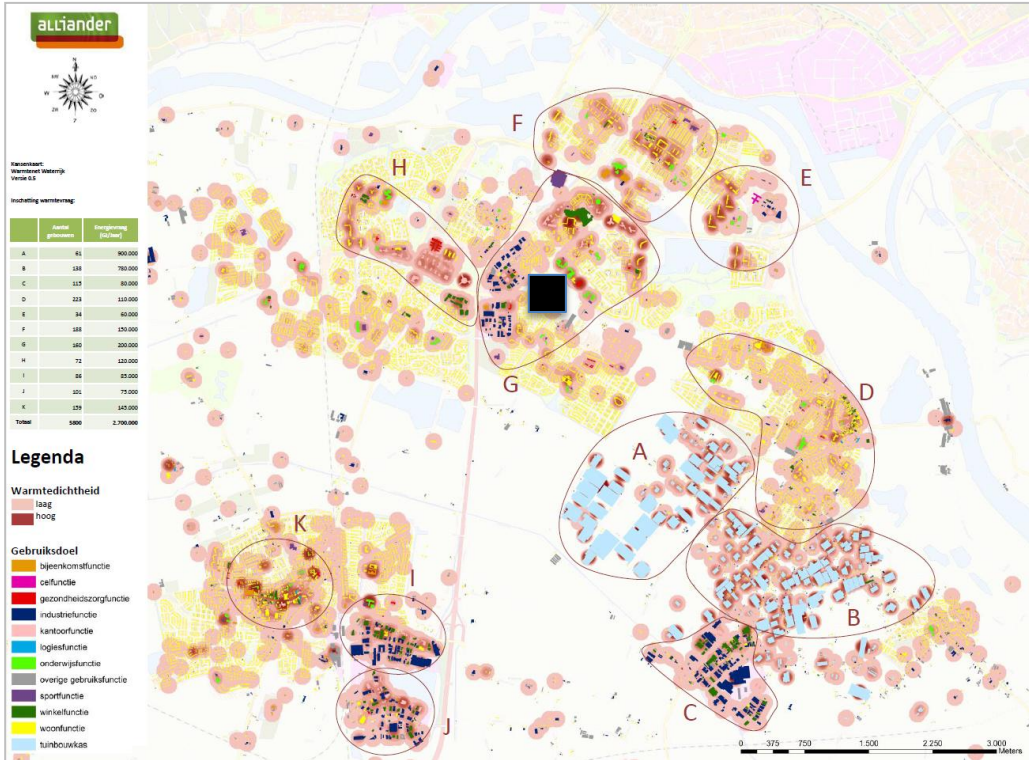 alliander
N
NW
NO
W
O
ZW
ZO
Z
Kansenkaart:
Warmtenet Waterrijk
Versie 0.5
Inschatting warmtevraag:
Aantal gebouwen Energievraag (GJ/jaar)
A 61 900.000
B 138 780.000
C 115 80.000
D 223 110.000
E 34 60.000
F 188 150.000
G 160 200.000
H 72 120.000
I 86 85.000
J 101 75.000
K 159 145.000
Totaal 5800 2.700.000
Legenda
Warmtedichtheid
laag
hoog
Gebruiksdoel
bijeenkomstfunctie
celfunctie
gezondheidszorgfunctie
industriefunctie
kantoorfunctie
logiesfunctie
onderwijsfunctie
overige gebruiksfunctie
sportfunctie
winkelfunctie
woonfunctie
tuinbouwkas
F
H
E
G
D
A
K
I
B
C
J
0 375 750 1.500 2.250 3.000
Meters